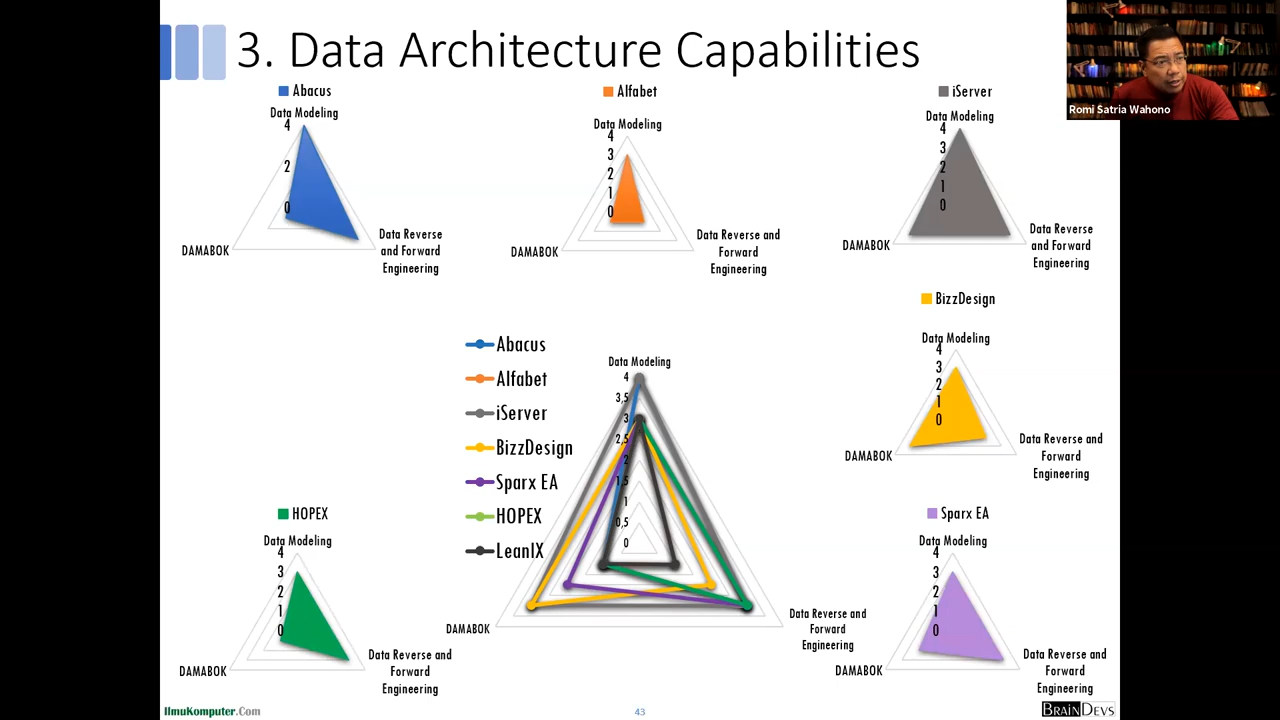 3. Data Architecture Capabilities
Romi Satria Wahono
Abacus
Data Modeling
4
2
0
DAMABOK
Data Reverse
and Forward
Engineering
Alfabet
Data Modeling
4
3
2
1
0
DAMABOK
Data Reverse and
Forward
Engineering
iServer
Data Modeling
4
3
2
1
0
DAMABOK
Data Reverse
and Forward
Engineering
BizzDesign
Data Modeling
4
3
2
1
0
DAMABOK
Data Reverse and
Forward
Engineering
Abacus
Alfabet
iServer
BizzDesign
Sparx EA
HOPEX
LeanIX
Data Modeling
4
3,5
3
2,5
2
1,5
1
0,5
0
DAMABOK
Data Reverse and
Forward
Engineering
HOPEX
Data Modeling
4
3
2
1
0
DAMABOK
Data Reverse and
Forward
Engineering
Sparx EA
Data Modeling
4
3
2
1
0
DAMABOK
Data Reverse and
Forward
Engineering
IlmuKomputer.Com
43
BRAINDEVS